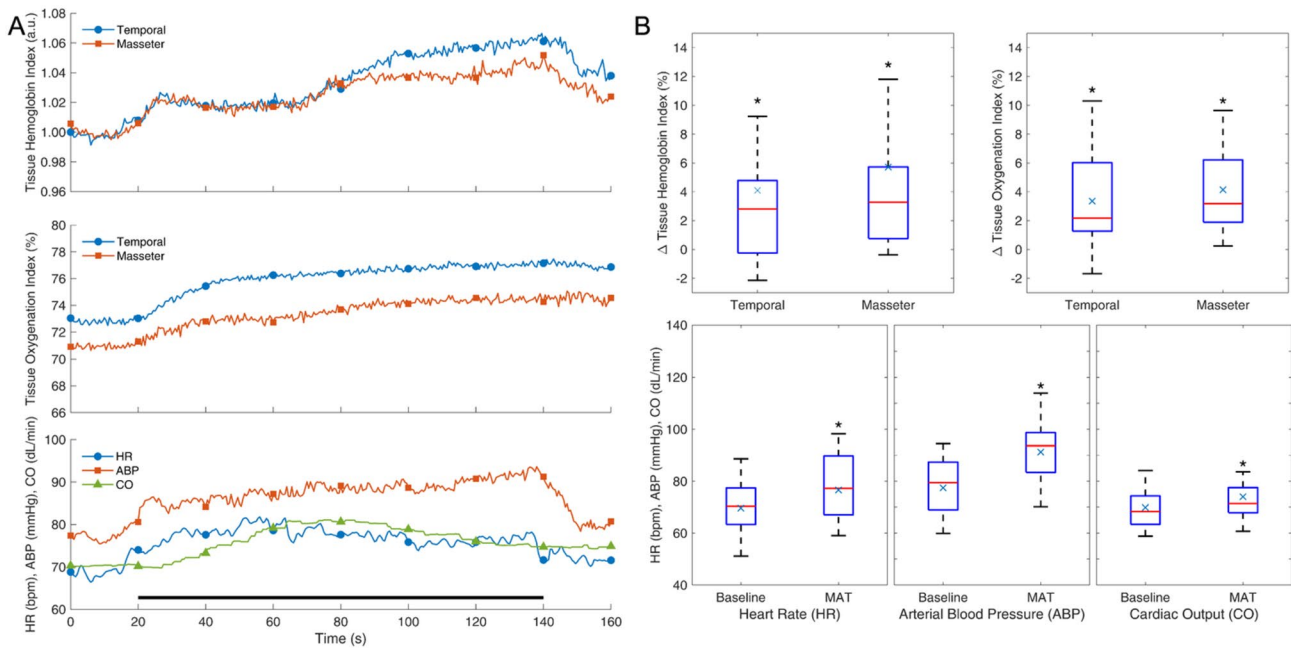 A
Tissue Hemoglobin Index (a.u.)
1.08
1.06
1.04
1.02
1.00
0.98
0.96
Temporal
Masseter
Tissue Oxygenation Index (%)
80
78
76
74
72
70
68
66
Temporal
Masseter
HR (bpm), ABP (mmHg), CO (dL/min)
100
90
80
70
60
HR
ABP
CO
0 20 40 60 80 100 120 140 160
Time (s)
B
Δ Tissue Hemoglobin Index (%)
14
12
10
8
6
4
2
0
-2
* *
Temporal Masseter
Δ Tissue Oxygenation Index (%)
14
12
10
8
6
4
2
0
-2
* *
Temporal Masseter
HR (bpm), ABP (mmHg), CO (dL/min)
140
120
100
80
60
40
* * *
Baseline MAT Baseline MAT Baseline MAT
Heart Rate (HR) Arterial Blood Pressure (ABP) Cardiac Output (CO)